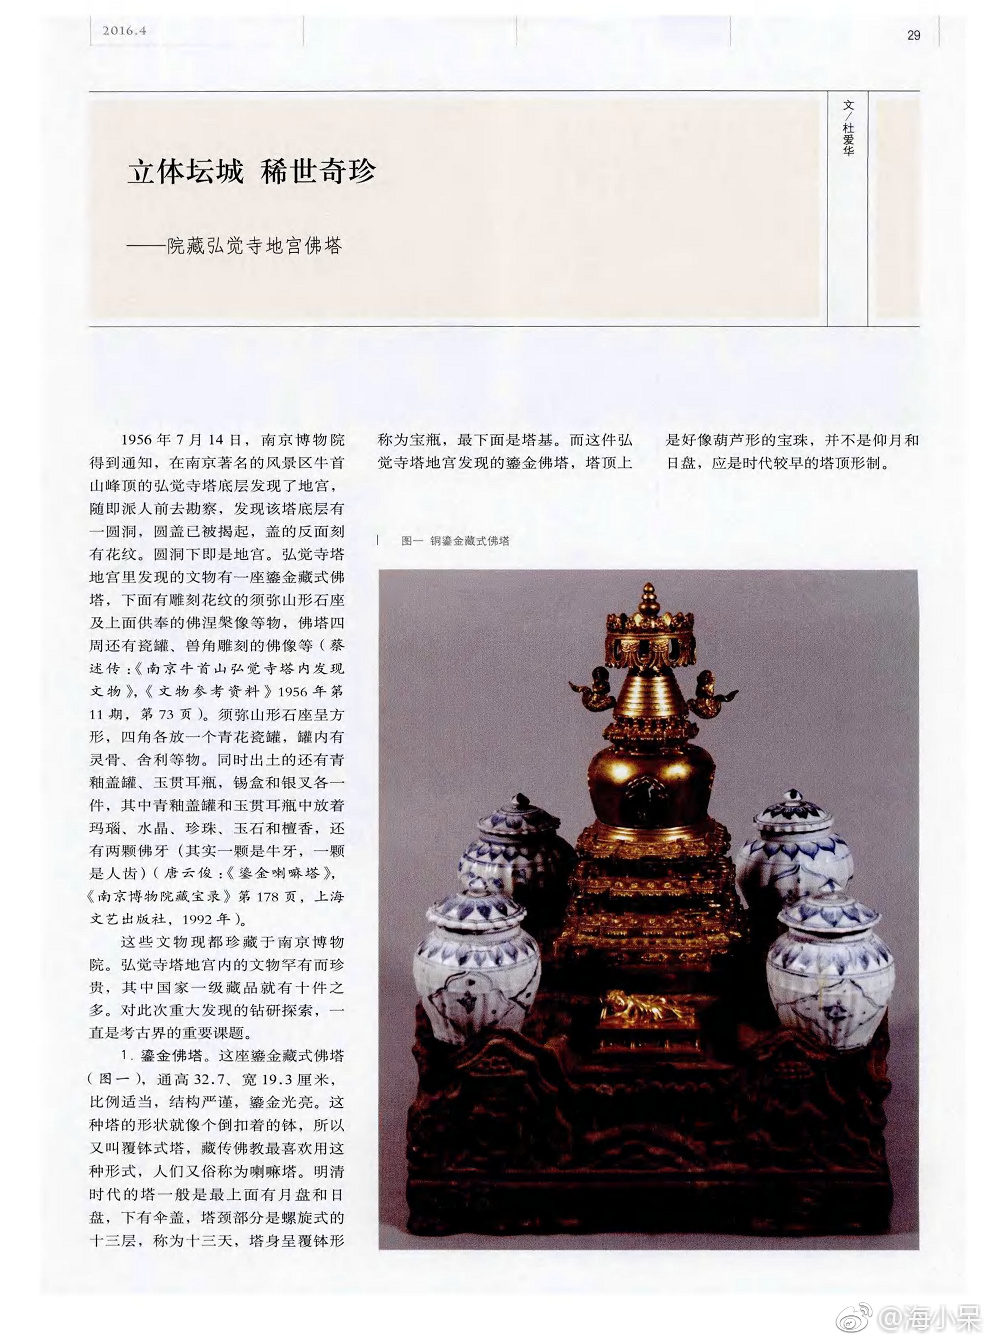 2016.4
29
立体坛城 稀世奇珍
——院藏弘觉寺地宫佛塔
文/杜爱华
1956 年 7 月 14 日，南京博物院
得到通知，在南京著名的风景区牛首
山峰顶的弘觉寺塔底层发现了地宫，
随即派人前去勘察，发现该塔底层有
一圆洞，圆盖已被揭起，盖的反面刻
有花纹。圆洞下即是地宫。弘觉寺塔
地宫里发现的文物有一座鎏金藏式佛
塔，下面有雕刻花纹的须弥山形石座
及上面供奉的佛涅槃像等物，佛塔四
周还有瓷罐、兽角雕刻的佛像等（蔡
述传：《南京牛首山弘觉寺塔内发现
文物》，《文物参考资料》1956 年第
11 期，第 73 页）。须弥山形石座呈方
形，四角各放一个青花瓷罐，罐内有
灵骨、舍利等物。同时出土的还有青
釉盖罐、玉贯耳瓶，锡盒和银叉各一
件，其中青釉盖罐和玉贯耳瓶中放着
玛瑙、水晶、珍珠、玉石和檀香，还
有两颗佛牙（其实一颗是牛牙，一颗
是人齿）（唐云俊：《鎏金喇嘛塔》，
《南京博物院藏宝录》第 178 页，上海
文艺出版社，1992 年）。
这些文物现都珍藏于南京博物
院。弘觉寺塔地宫内的文物罕有而珍
贵，其中国家一级藏品就有十件之
多。对此次重大发现的钻研探索，一
直是考古界的重要课题。
1. 鎏金佛塔。这座鎏金藏式佛塔
（图一），通高 32.7、宽 19.3 厘米，
比例适当，结构严谨，鎏金光亮。这
种塔的形状就像个倒扣着的钵，所以
又叫覆钵式塔，藏传佛教最喜欢用这
种形式，人们又俗称为喇嘛塔。明清
时代的塔一般是最上面有月盘和日
盘，下有伞盖，塔颈部分是螺旋式的
十三层，称为十三天，塔身呈覆钵形
称为宝瓶，最下面是塔基。而这件弘
觉寺塔地宫发现的鎏金佛塔，塔顶上
是好像葫芦形的宝珠，并不是仰月和
日盘，应是时代较早的塔顶形制。
图一 铜鎏金藏式佛塔
@海小呆